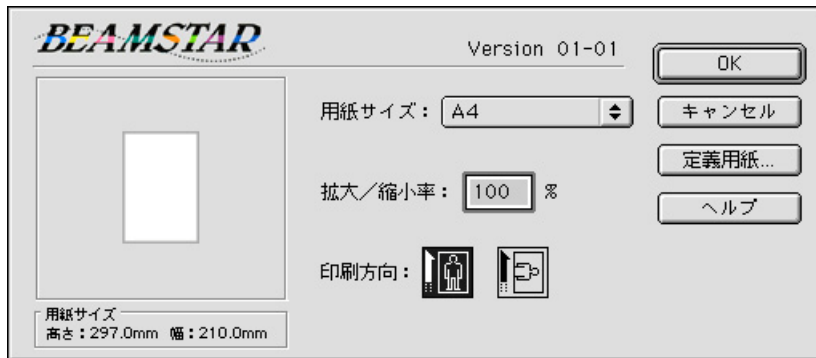 BEAMSTAR
Version 01-01
OK
用紙サイズ： A4
キャンセル
定義用紙...
拡大／縮小率： 100 %
ヘルプ
印刷方向：
用紙サイズ
高さ：297.0mm 幅：210.0mm